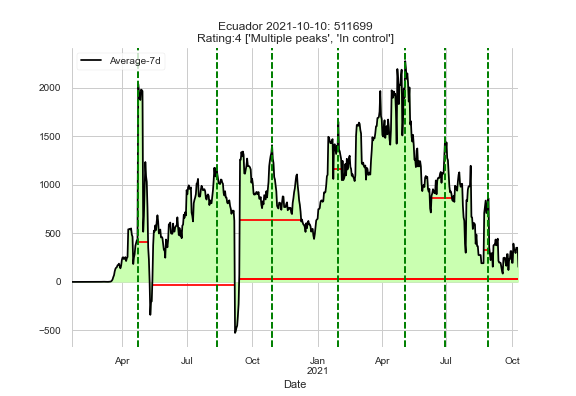 Ecuador 2021-10-10: 511699
Rating:4 ['Multiple peaks', 'In control']
Average-7d
2000
1500
1000
500
0
−500
Apr
Jul
Oct
Jan
2021
Apr
Jul
Oct
Date